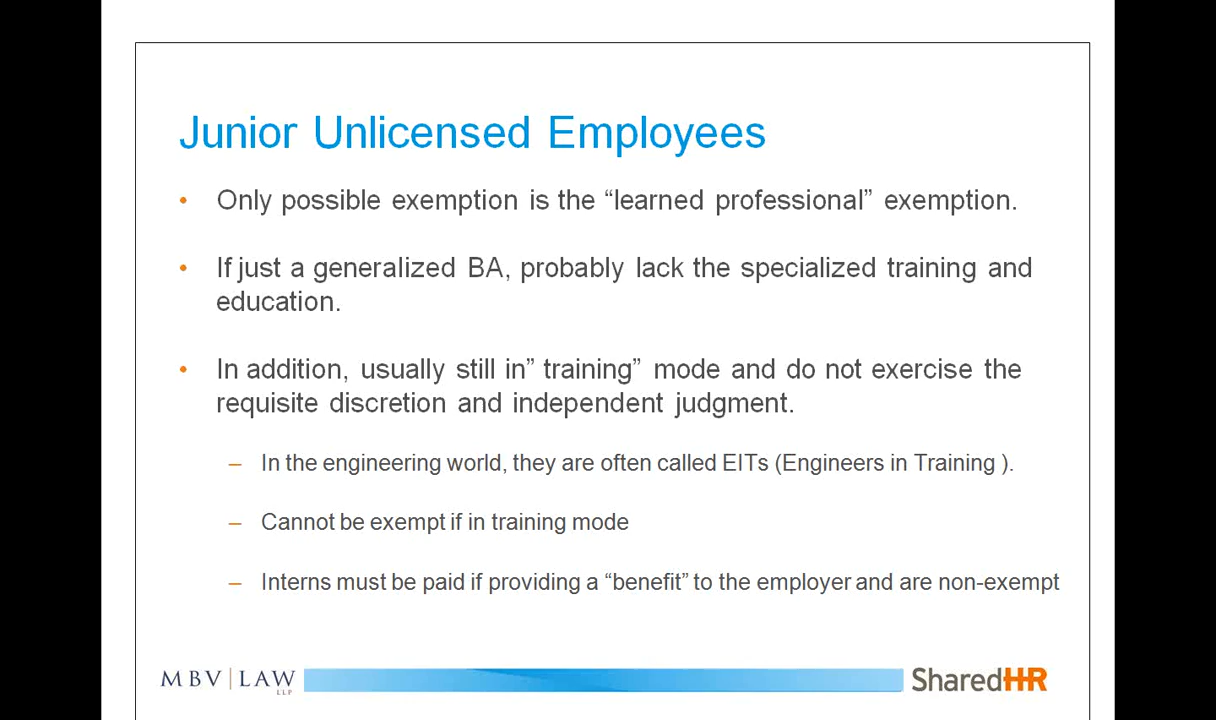 Junior Unlicensed Employees
• Only possible exemption is the “learned professional” exemption.
• If just a generalized BA, probably lack the specialized training and
education.
• In addition, usually still in” training” mode and do not exercise the
requisite discretion and independent judgment.
– In the engineering world, they are often called EITs (Engineers in Training ).
– Cannot be exempt if in training mode
– Interns must be paid if providing a “benefit” to the employer and are non-exempt
MBV | LAW LLP
SharedHR